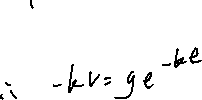 ∴ -kv = ge^{-kt}